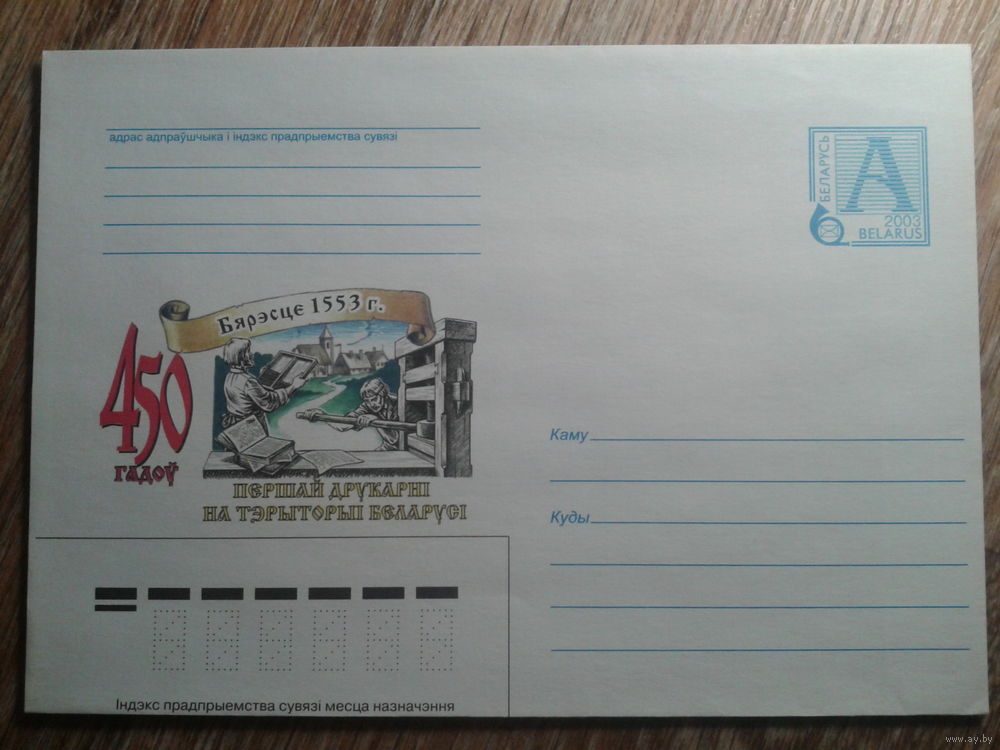 адрас адпраўшчыка і індэкс прадпрыемства сувязі
БЕЛАРУСЬ
А
2003
BELARUS
Бярэсце 1553 г.
450
гадоў
ПЕРШАЙ ДРУКАРНІ
НА ТЭРЫТОРЫІ БЕЛАРУСІ
Каму
Куды
Індэкс прадпрыемства сувязі месца назначэння
www.ay.by